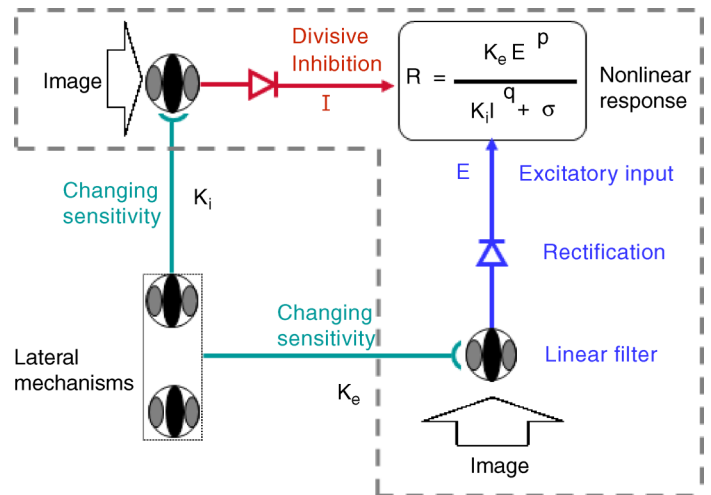 Image
Divisive
Inhibition
I
R = K_e E^p / K_i I^q + σ
Nonlinear
response
E
Excitatory input
Changing
sensitivity
K_i
Rectification
Changing
sensitivity
Linear filter
Lateral
mechanisms
K_e
Image